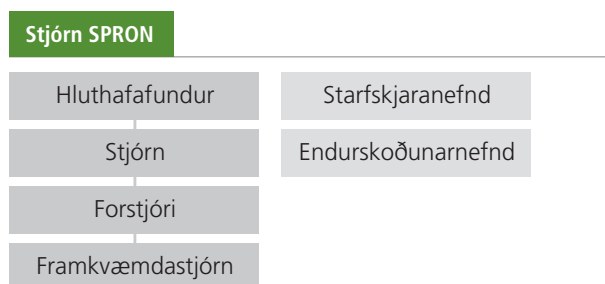 Stjórn SPRON
Hluthafafundur
Starfskjaranefnd
Stjórn
Endurskoðunarnefnd
Forstjóri
Framkvæmdastjórn